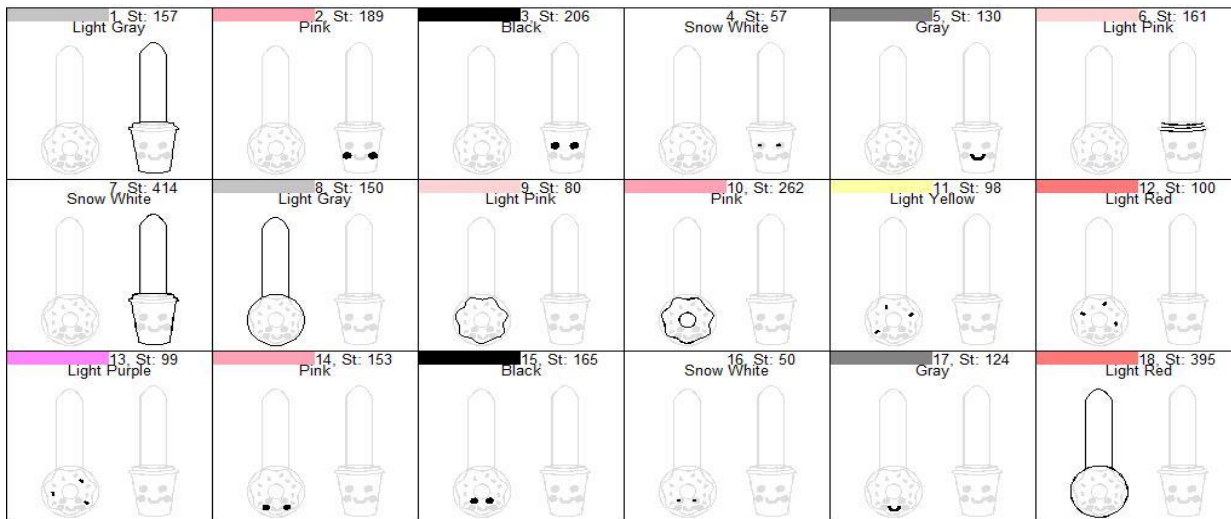 1, St: 157
Light Gray
2, St: 189
Pink
3, St: 206
Black
4, St: 57
Snow White
5, St: 130
Gray
6, St: 161
Light Pink
7, St: 414
Snow White
8, St: 150
Light Gray
9, St: 80
Light Pink
10, St: 262
Pink
11, St: 98
Light Yellow
12, St: 100
Light Red
13, St: 99
Light Purple
14, St: 153
Pink
15, St: 165
Black
16, St: 50
Snow White
17, St: 124
Gray
18, St: 395
Light Red